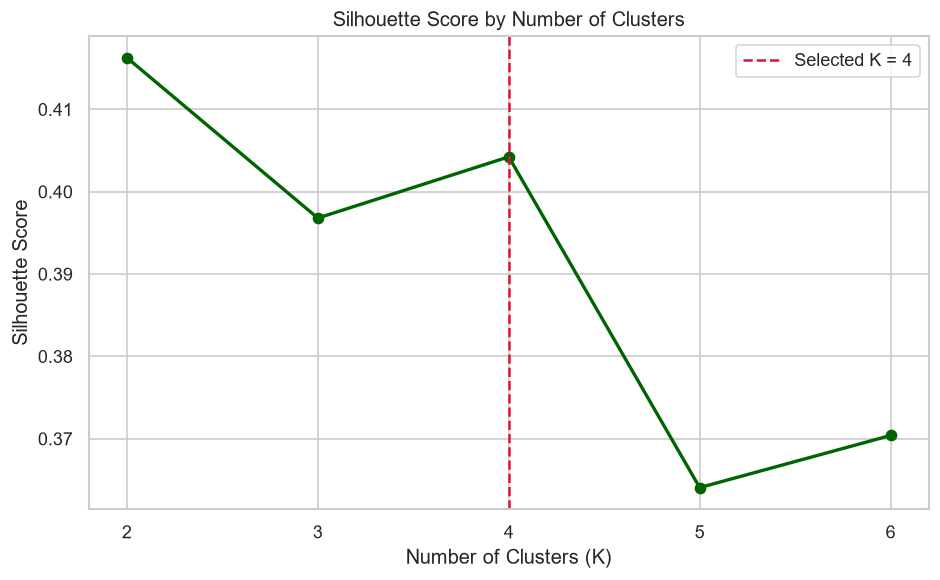 Silhouette Score by Number of Clusters
Selected K = 4
0.41
0.40
0.39
0.38
0.37
Silhouette Score
2 3 4 5 6
Number of Clusters (K)